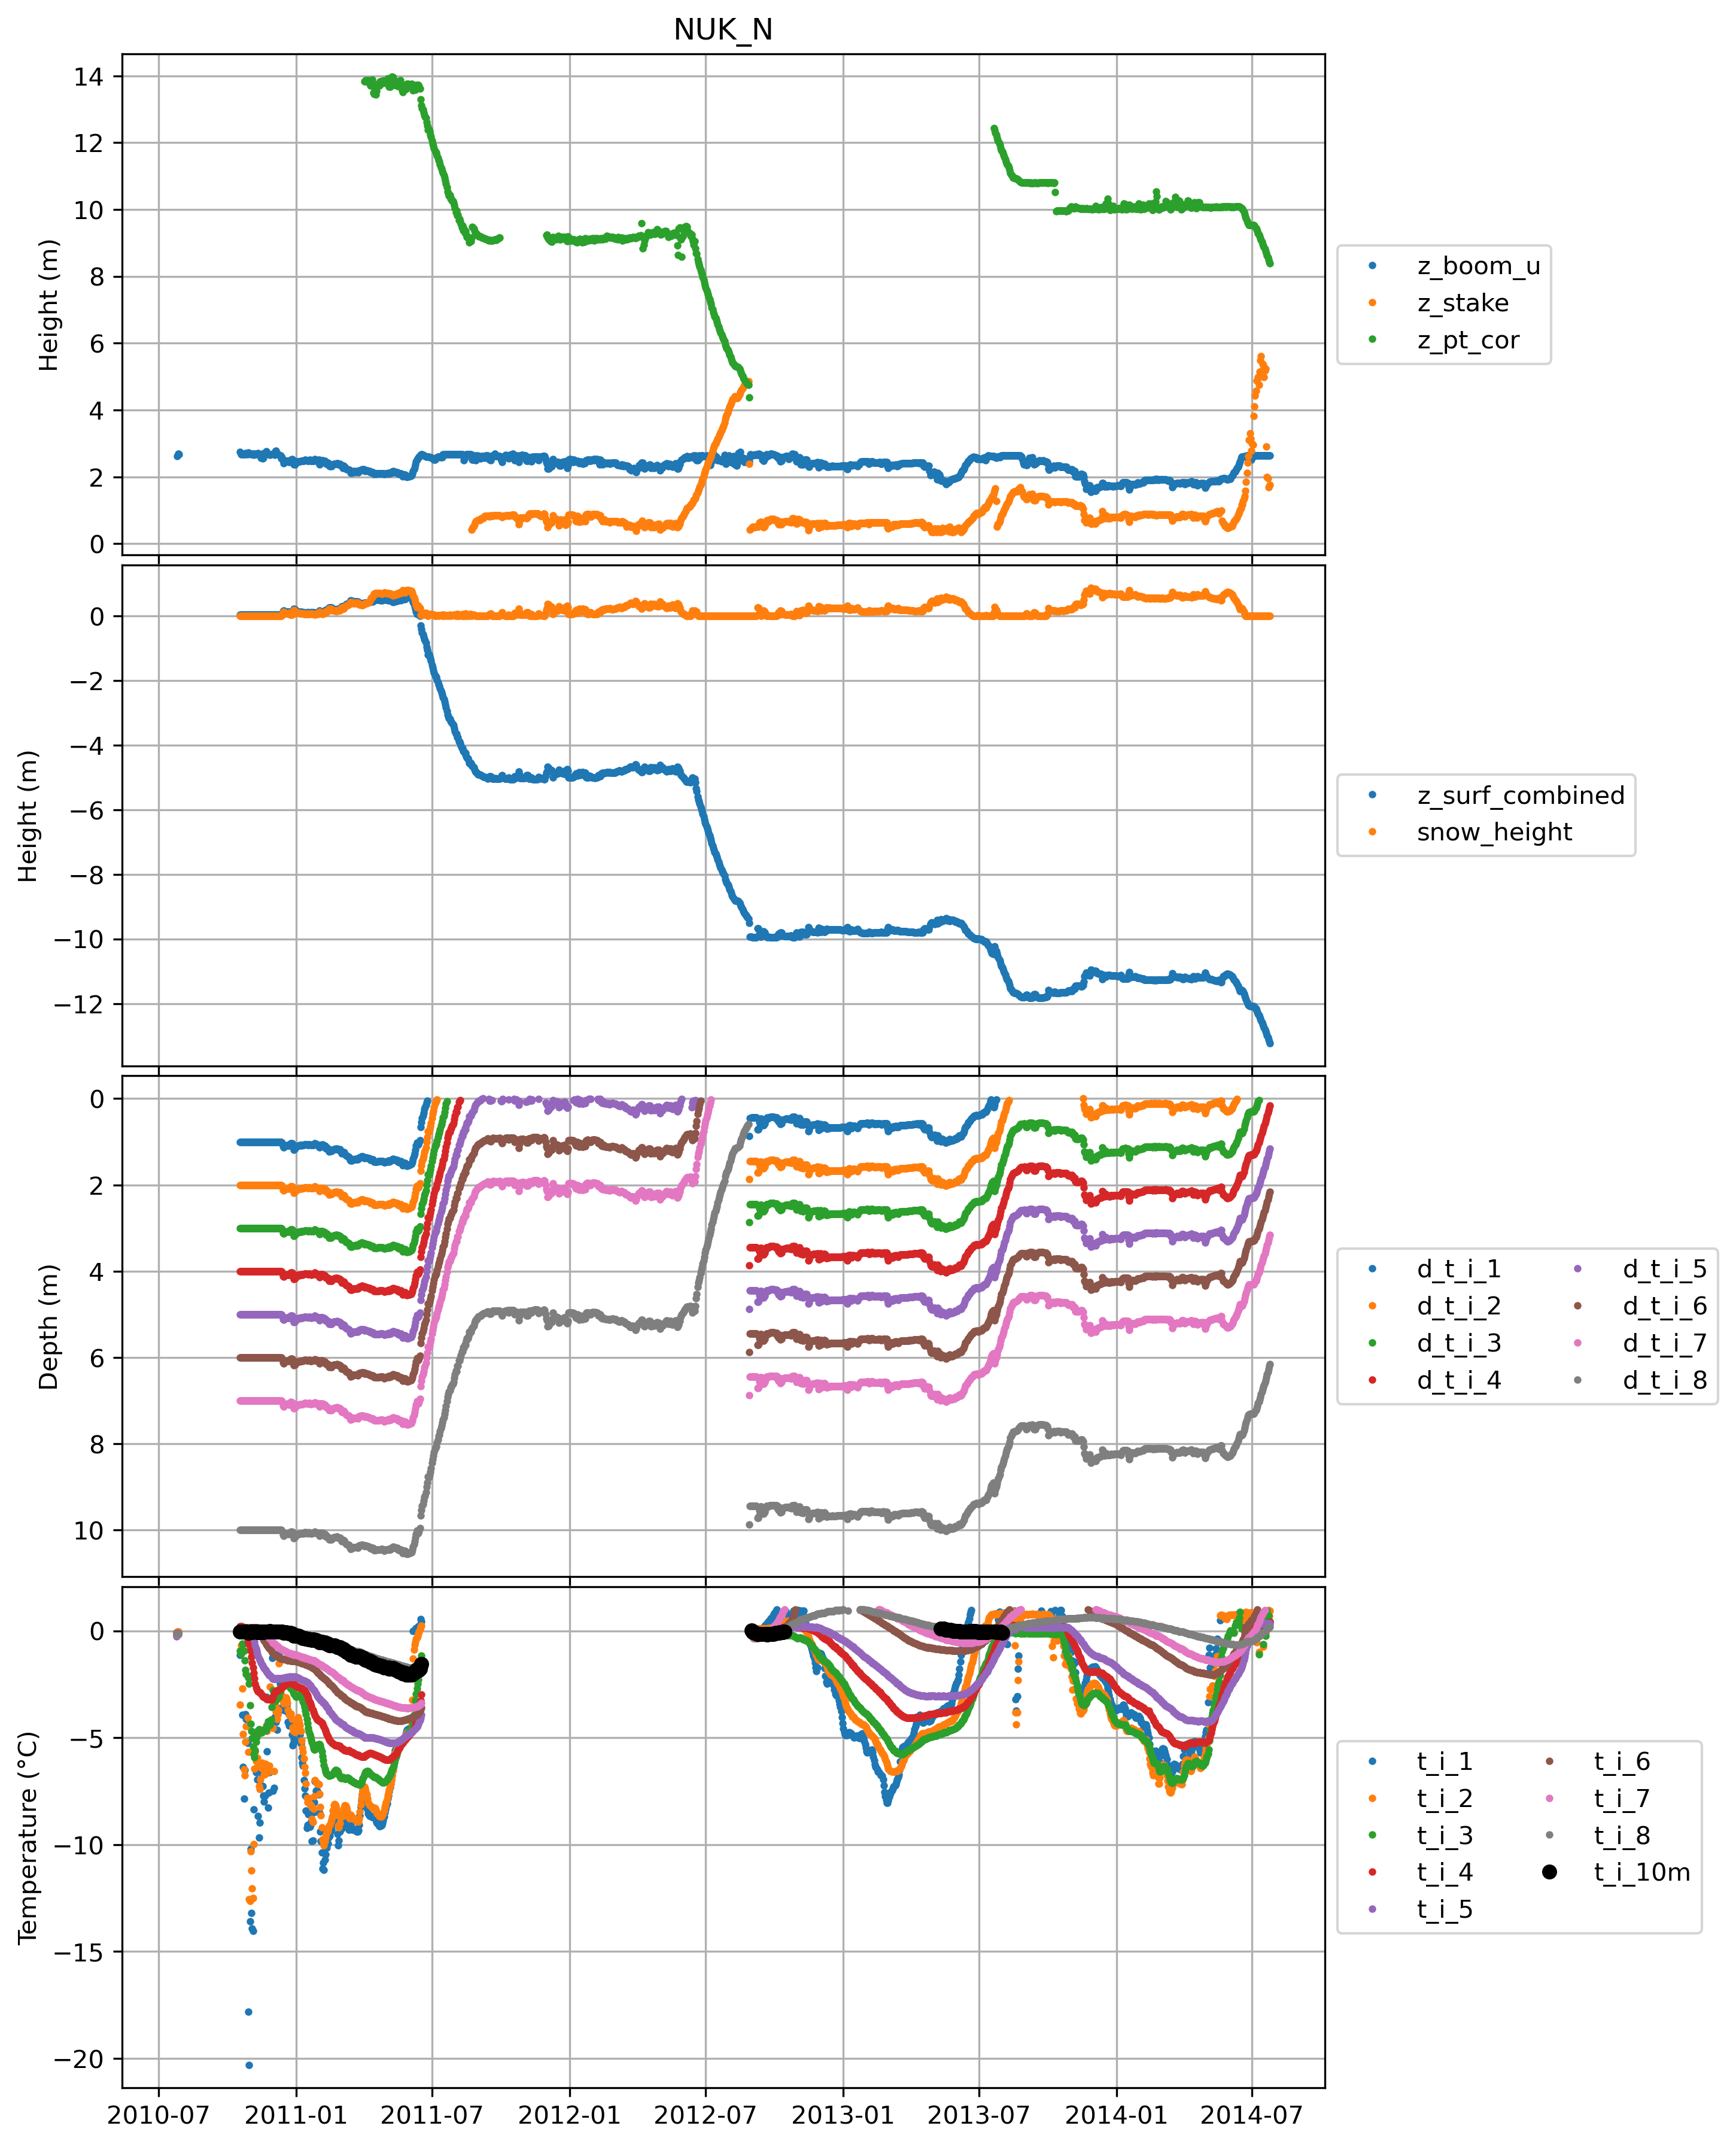 NUK_N
14
12
10
8
6
4
2
0
Height (m)
z_boom_u
z_stake
z_pt_cor
0
−2
−4
−6
−8
−10
−12
Height (m)
z_surf_combined
snow_height
0
2
4
6
8
10
Depth (m)
d_t_i_1 d_t_i_5
d_t_i_2 d_t_i_6
d_t_i_3 d_t_i_7
d_t_i_4 d_t_i_8
0
−5
−10
−15
−20
Temperature (°C)
t_i_1 t_i_6
t_i_2 t_i_7
t_i_3 t_i_8
t_i_4 t_i_10m
t_i_5
2010-07 2011-01 2011-07 2012-01 2012-07 2013-01 2013-07 2014-01 2014-07